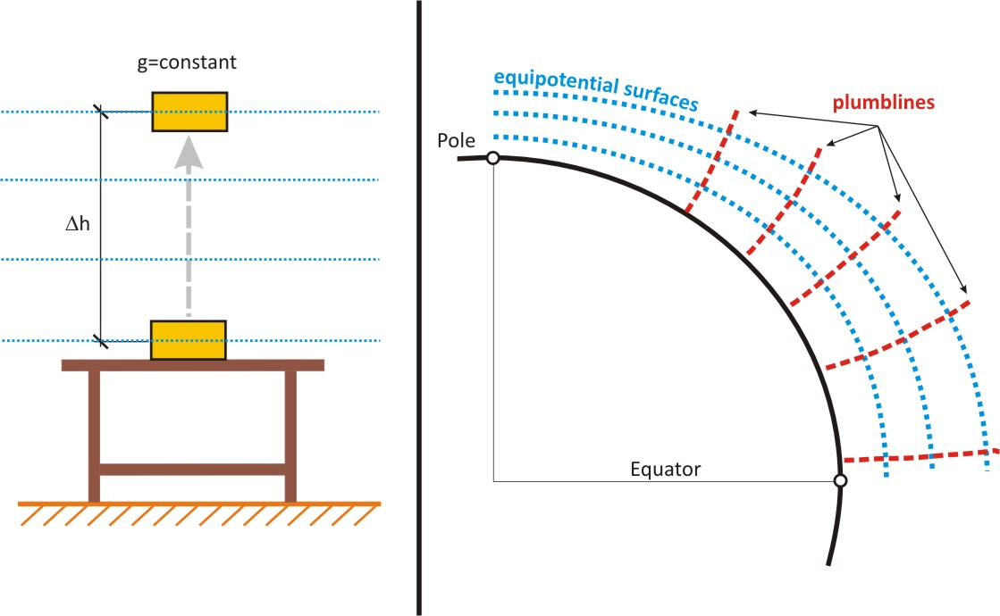 g=constant
Δh
equipotential surfaces
plumblines
Pole
Equator